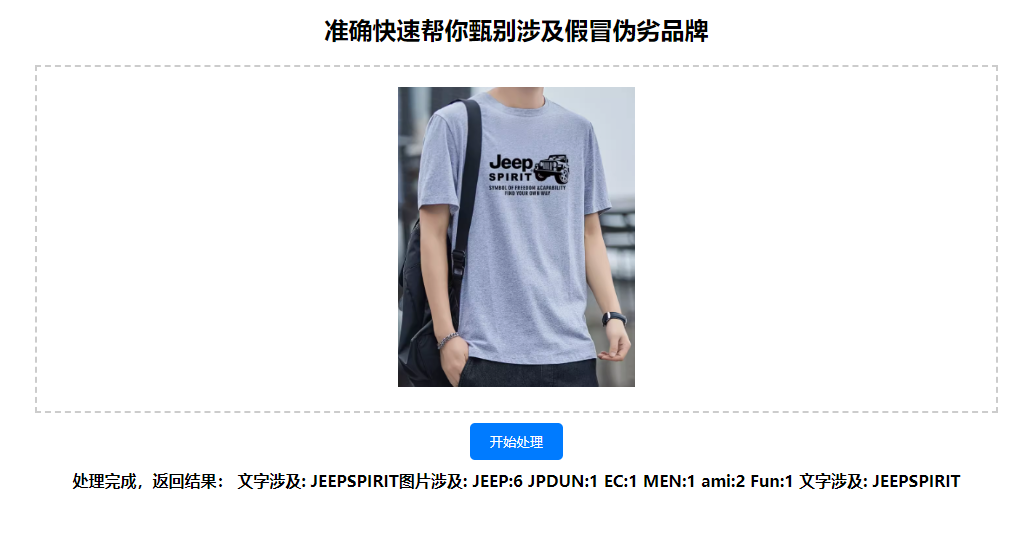 准确快速帮你甄别涉及假冒伪劣品牌
Jeep
SPIRIT
SYMBOL OF FREEDOM &CAPABILITY
FIND YOUR OWN WAY
开始处理
处理完成，返回结果： 文字涉及: JEEPSPIRIT图片涉及: JEEP:6 JPDUN:1 EC:1 MEN:1 ami:2 Fun:1 文字涉及: JEEPSPIRIT